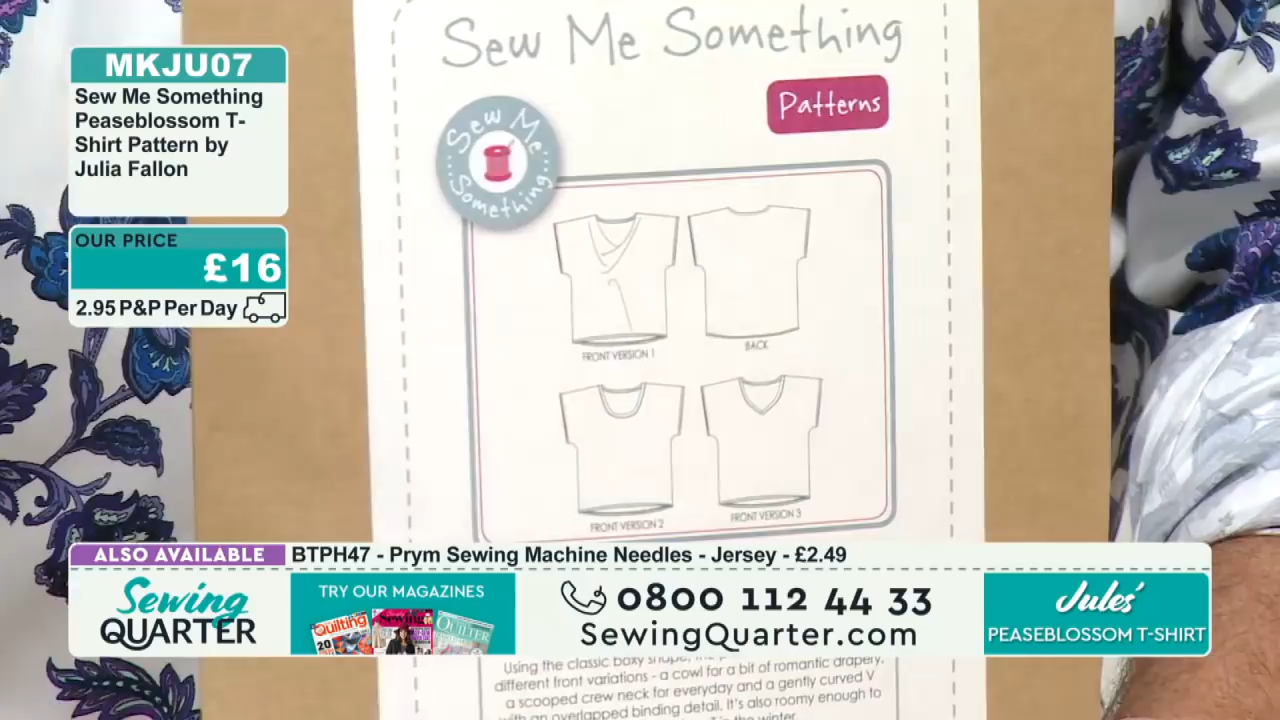 Sew Me Something
Patterns
Sew Me
Something
FRONT VERSION 1
BACK
FRONT VERSION 2
FRONT VERSION 3
MKJU07
Sew Me Something
Peaseblossom T-
Shirt Pattern by
Julia Fallon
OUR PRICE
£16
2.95 P&P Per Day
ALSO AVAILABLE
BTPH47 - Prym Sewing Machine Needles - Jersey - £2.49
Sewing
QUARTER
TRY OUR MAGAZINES
Quilting
20
Sewing
QUILTER
0800 112 44 33
SewingQuarter.com
Jules'
PEASEBLOSSOM T-SHIRT
Using the classic boxy
different front variations - a cowl for a bit of romantic drapery,
a scooped crew neck for everyday and a gently curved V
with an overlapped binding detail. It's also roomy enough to
in the winter.